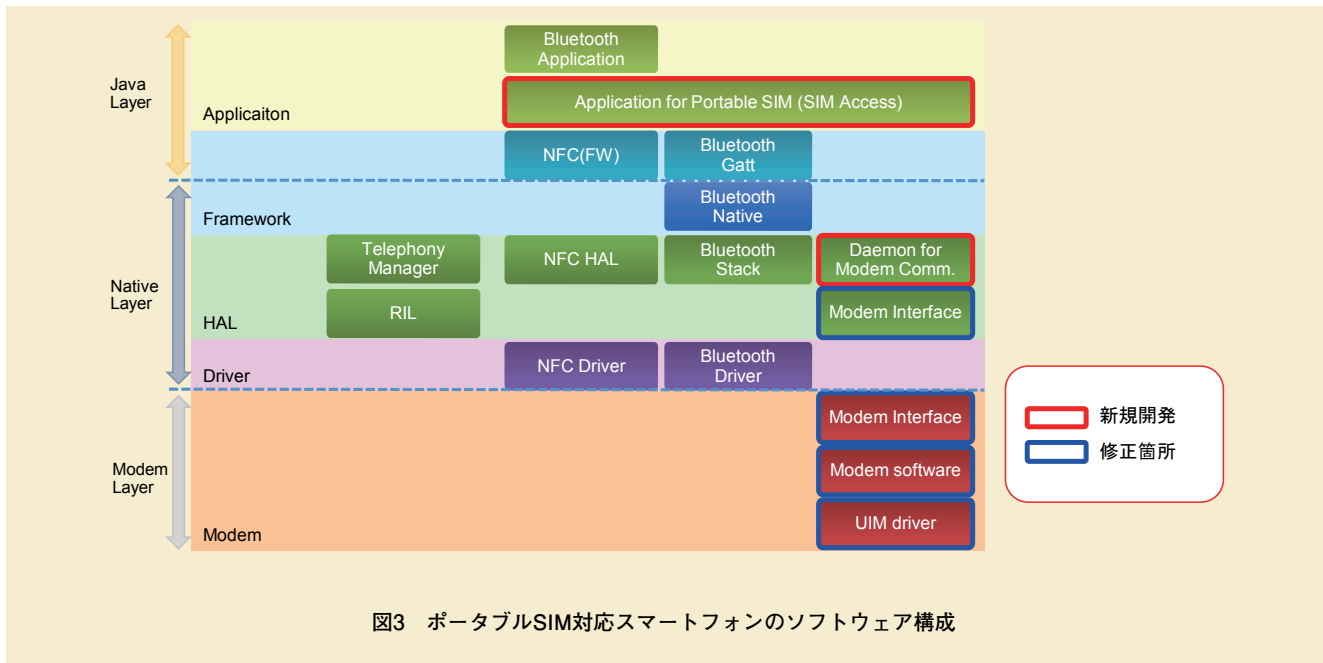 Java
Layer
Bluetooth
Application
Application for Portable SIM (SIM Access)
Applicaiton
NFC(FW)
Bluetooth
Gatt
Bluetooth
Native
Framework
Native
Layer
Telephony
Manager
NFC HAL
Bluetooth
Stack
Daemon for
Modem Comm.
RIL
Modem Interface
HAL
NFC Driver
Bluetooth
Driver
Driver
Modem
Layer
Modem Interface
Modem software
UIM driver
Modem
新規開発
修正箇所
図3 ポータブルSIM対応スマートフォンのソフトウェア構成